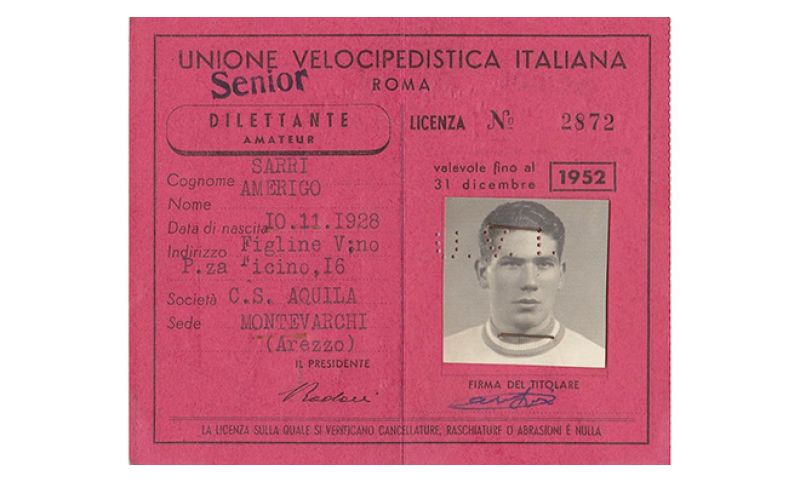 UNIONE VELOCIPEDISTICA ITALIANA
Senior
ROMA
DILETTANTE
AMATEUR
LICENZA № 2872
valevole fino al
31 dicembre 1952
Cognome SARRI
Nome AMERIGO
Data di nascita 10.11.1928
Indirizzo Figline V;no
P.za icino,16
Società C.S. AQUILA
Sede MONTEVARCHI
(Arezzo)
IL PRESIDENTE
FIRMA DEL TITOLARE
LA LICENZA SULLA QUALE SI VERIFICANO CANCELLATURE, RASCHIATURE O ABRASIONI È NULLA